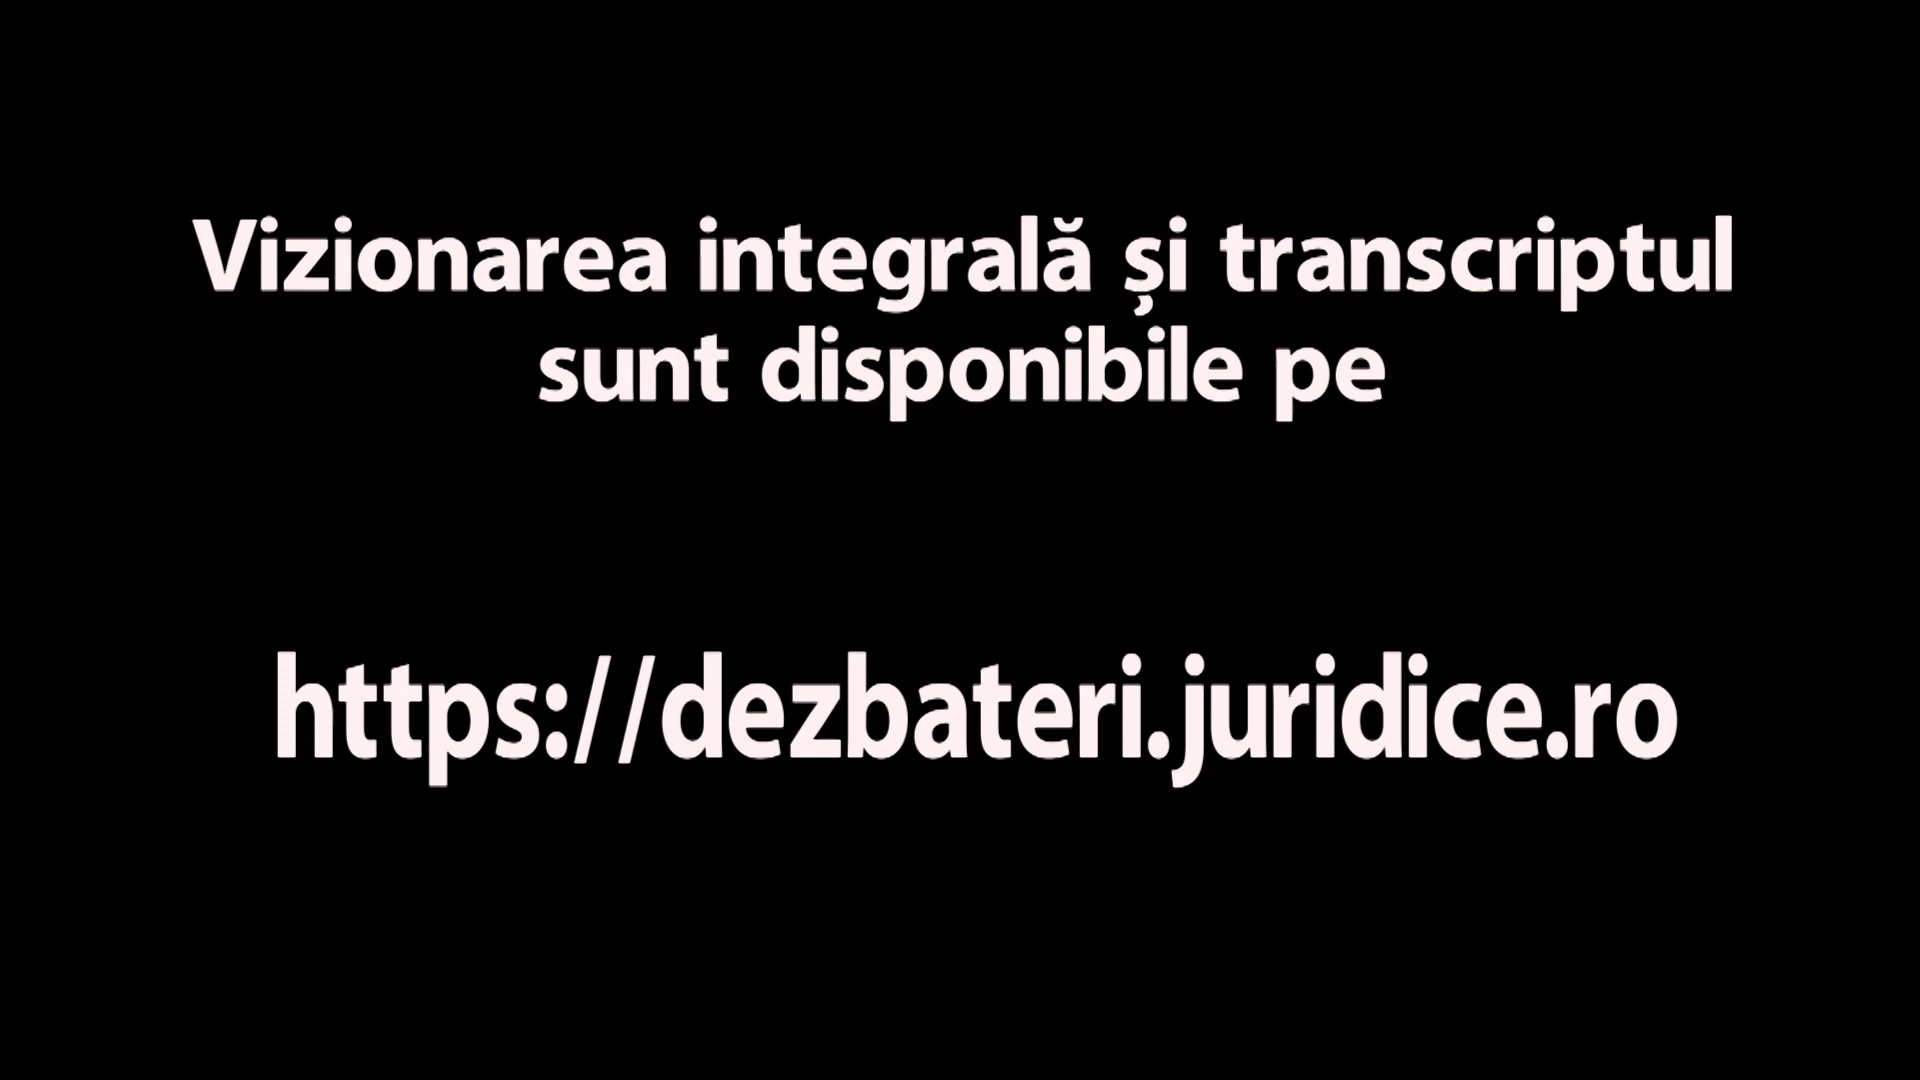 Vizionarea integrală și transcriptul
sunt disponibile pe
https://dezbateri.juridice.ro